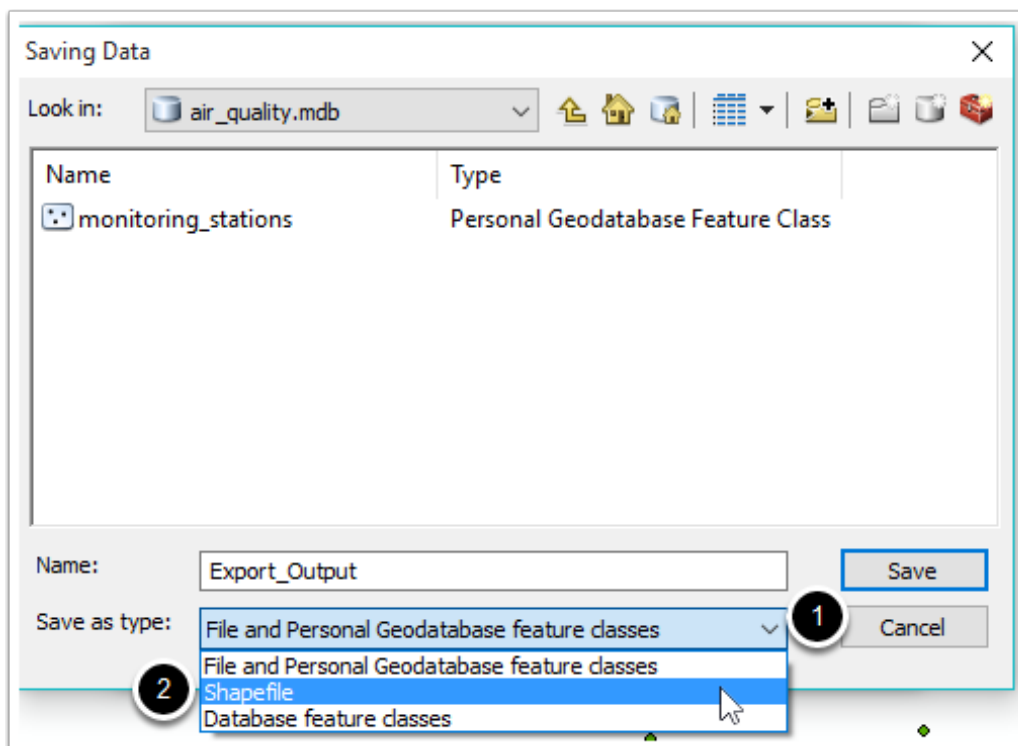 Saving Data
Look in: air_quality.mdb
Name Type
monitoring_stations Personal Geodatabase Feature Class
Name: Export_Output Save
Save as type: File and Personal Geodatabase feature classes 1 Cancel
File and Personal Geodatabase feature classes
2 Shapefile
Database feature classes